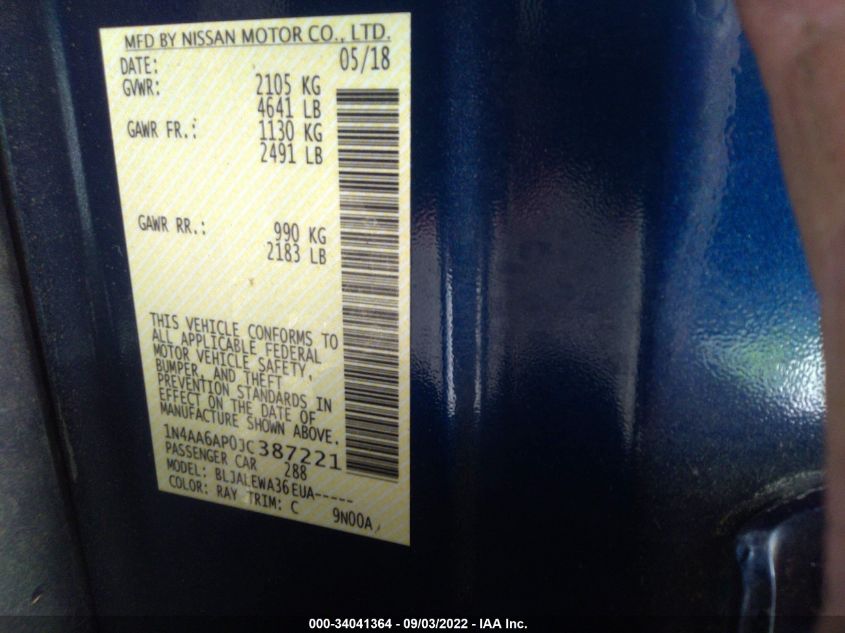 MFD BY NISSAN MOTOR CO., LTD.
DATE: 05/18
GVWR: 2105 KG
4641 LB
GAWR FR.: 1130 KG
2491 LB
GAWR RR.: 990 KG
2183 LB
THIS VEHICLE CONFORMS TO
ALL APPLICABLE FEDERAL
MOTOR VEHICLE SAFETY,
BUMPER, AND THEFT
PREVENTION STANDARDS IN
EFFECT ON THE DATE OF
MANUFACTURE SHOWN ABOVE.
1N4AA6AP0JC387221
PASSENGER CAR 288
MODEL: BLJALEWA36EUA-----
COLOR: RAY TRIM: C 9N00A
000-34041364 - 09/03/2022 - IAA Inc.